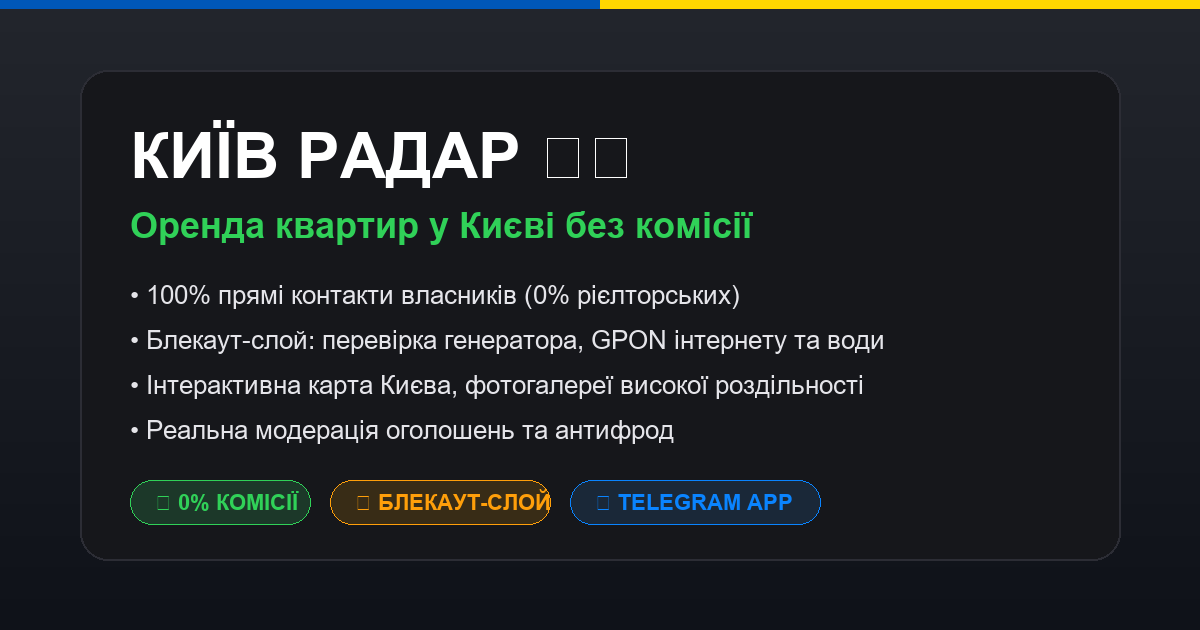 КИЇВ РАДАР
Оренда квартир у Києві без комісії
• 100% прямі контакти власників (0% рієлторських)
• Блекаут-слой: перевірка генератора, GPON інтернету та води
• Інтерактивна карта Києва, фотогалереї високої роздільності
• Реальна модерація оголошень та антифрод
0% КОМІСІЇ
БЛЕКАУТ-СЛОЙ
TELEGRAM APP